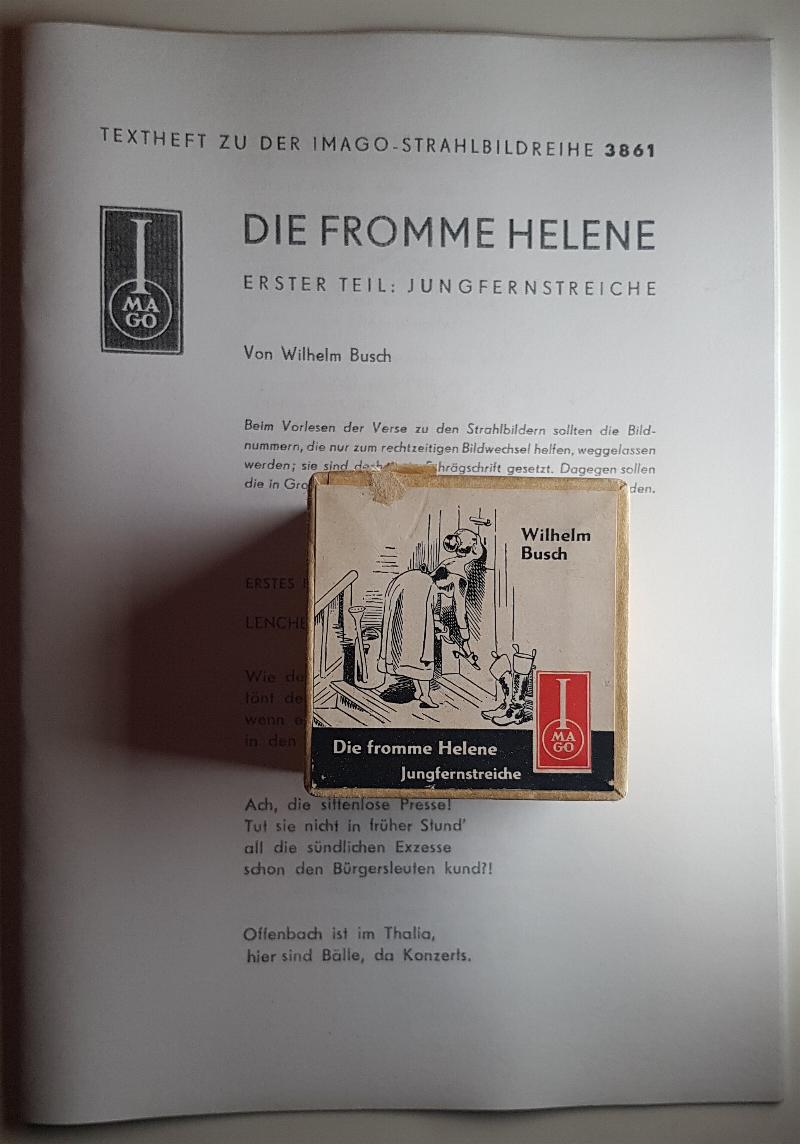 TEXTHEFT ZU DER IMAGO-STRAHLBILDREIHE 3861
I
MA
GO
DIE FROMME HELENE
ERSTER TEIL: JUNGFERNSTREICHE
Von Wilhelm Busch
Beim Vorlesen der Verse zu den Strahlbildern sollten die Bild-
nummern, die nur zum rechtzeitigen Bildwechsel helfen, weggelassen
werden; sie sind gesetzt. Dagegen sollen
die in
ERSTES
Wie
tönt
wenn
in den
Wilhelm
Busch
I
MA
GO
Die fromme Helene
Jungfernstreiche
Ach, die sittenlose Presse!
Tut sie nicht in früher Stund'
all die sündlichen Exzesse
schon den Bürgersleuten kund?!
Offenbach ist im Thalia,
hier sind Bälle, da Konzerts.